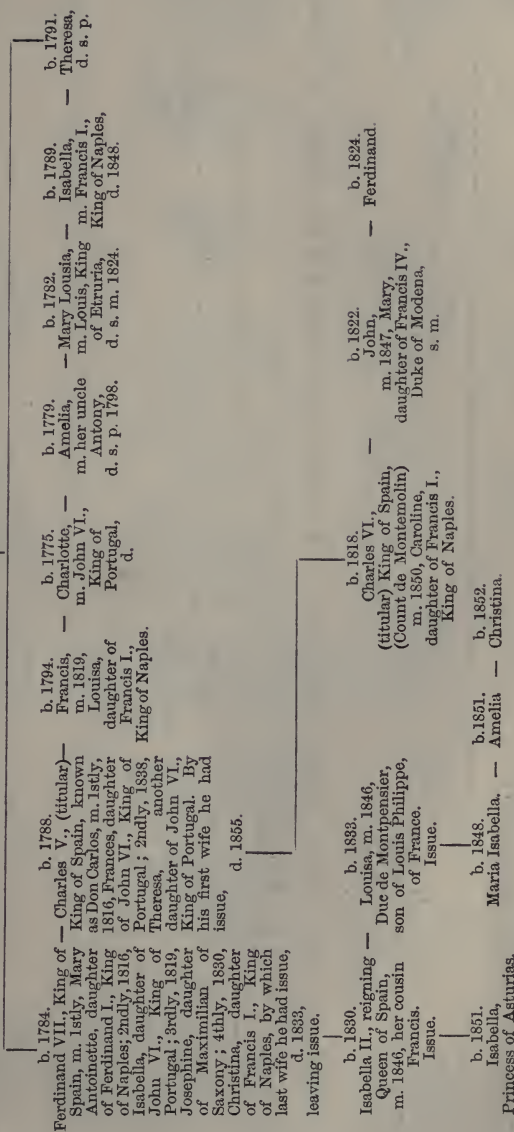 b. 1784.
Ferdinand VII., King of
Spain, m. 1stly, Mary
Antoinette, daughter
of Ferdinand I., King
of Naples; 2ndly, 1816,
Isabella, daughter of
John VI., King of
Portugal; 3rdly, 1819,
Josephine, daughter
of Maximilian of
Saxony; 4thly, 1830,
Christina, daughter
of Francis I., King
of Naples, by which
last wife he had issue,
d. 1833,
leaving issue.
b. 1788.
— Charles V., (titular)—
King of Spain, known
as Don Carlos, m. 1stly,
1816, Frances, daughter
of John VI., King of
Portugal; 2ndly, 1838,
Theresa, another
daughter of John VI.,
King of Portugal. By
his first wife he had
issue,
d. 1855.
b. 1794.
Francis, —
m. 1819,
Louisa,
daughter of
Francis I.,
King of Naples.
b. 1775.
Charlotte, —
m. John VI.,
King of
Portugal,
d.
b. 1779.
Amelia,
m. her uncle
Antony,
d. s. p. 1798.
b. 1782.
— Mary Lousia, —
m. Louis, King
of Etruria,
d. s. m. 1824.
b. 1789.
Isabella, —
m. Francis I.,
King of Naples,
d. 1848.
b. 1791.
Theresa,
d. s. p.
b. 1830.
Isabella II., reigning —
Queen of Spain,
m. 1846, her cousin
Francis.
Issue.
b. 1833.
Louisa, m. 1846,
Duc de Montpensier,
son of Louis Philippe,
of France.
Issue.
b. 1818.
Charles VI., —
(titular) King of Spain,
(Count de Montemolin)
m. 1850, Caroline,
daughter of Francis I.,
King of Naples.
b. 1822.
John, —
m. 1847, Mary,
daughter of Francis IV.,
Duke of Modena,
s. m.
b. 1824.
Ferdinand.
b. 1851.
Isabella,
Princess of Asturias.
b. 1848.
Maria Isabella, —
b.1851.
Amelia —
b. 1852.
Christina.